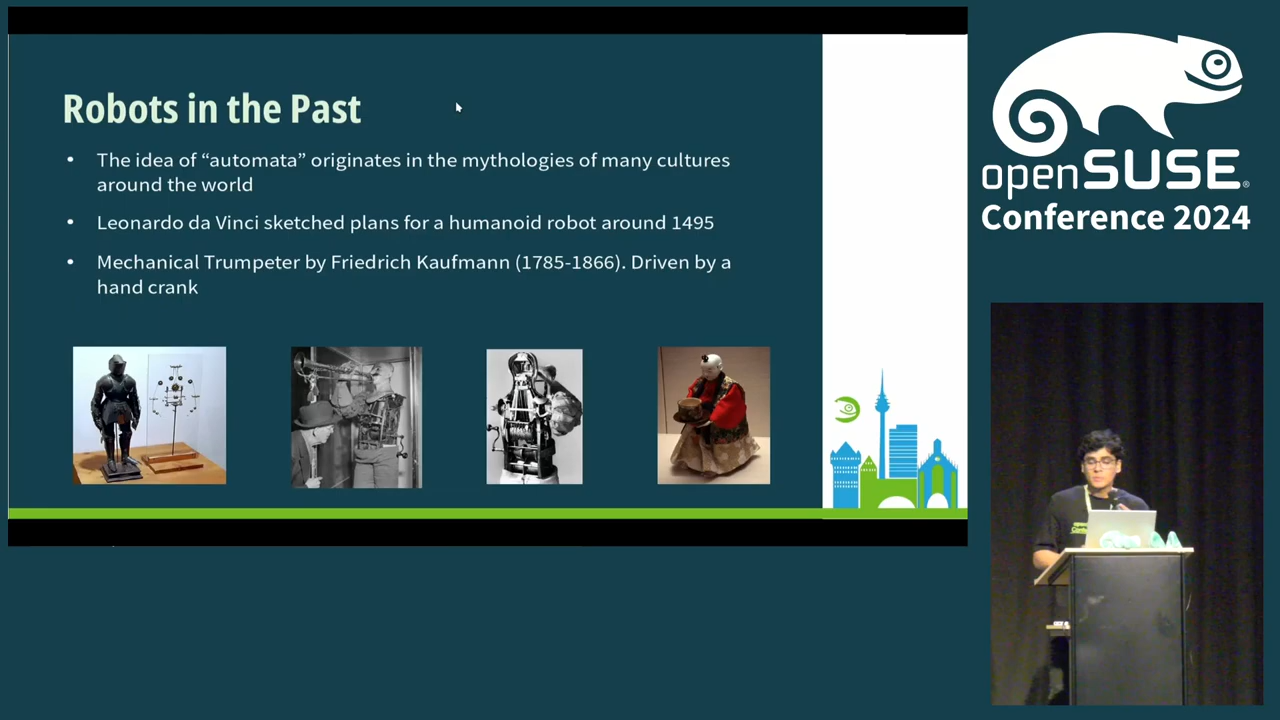 Robots in the Past
• The idea of “automata” originates in the mythologies of many cultures
around the world
• Leonardo da Vinci sketched plans for a humanoid robot around 1495
• Mechanical Trumpeter by Friedrich Kaufmann (1785-1866). Driven by a
hand crank
openSUSE®
Conference 2024